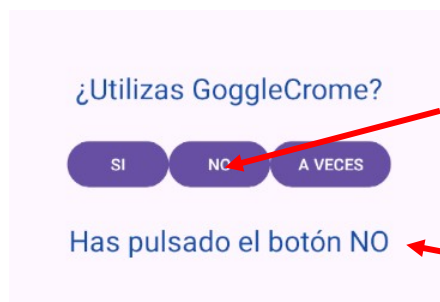 ¿Utilizas GoggleCrome?
SI NO A VECES
Has pulsado el botón NO